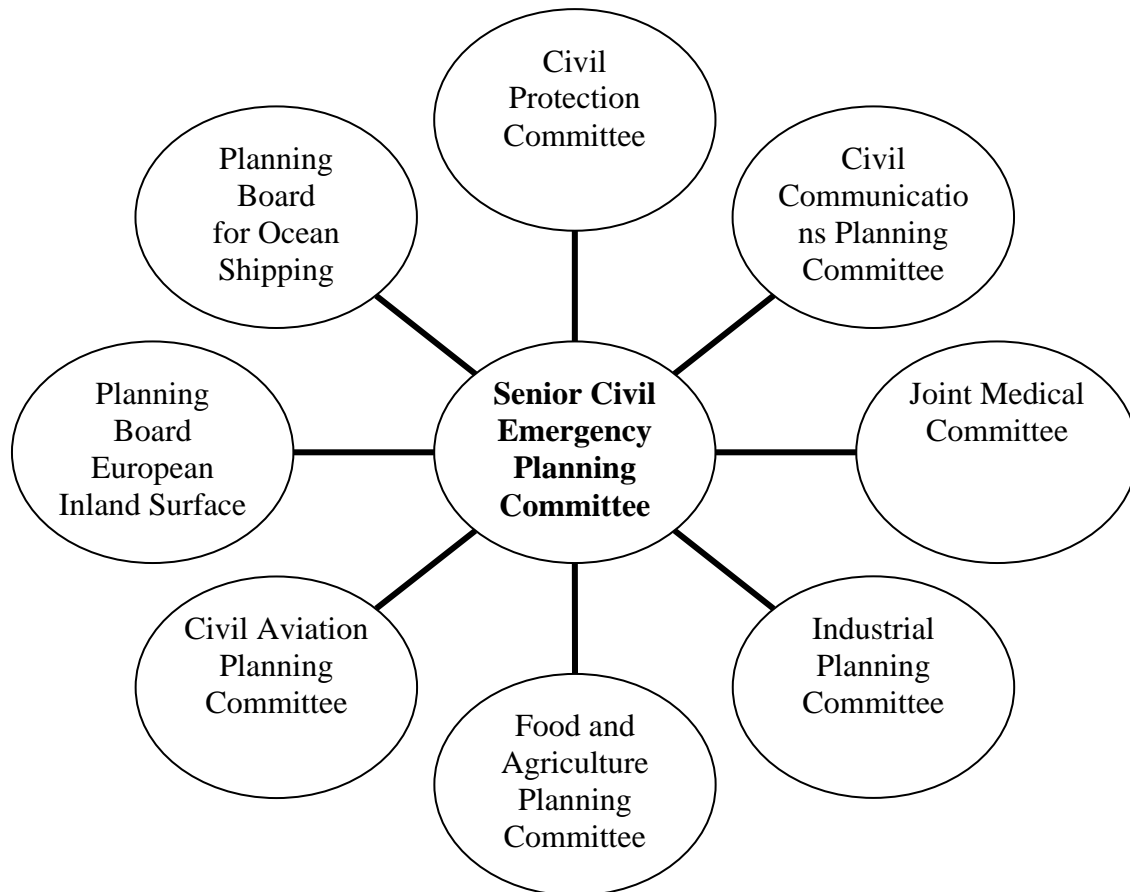 Civil
Protection
Committee
Planning
Board
for Ocean
Shipping
Civil
Communicatio
ns Planning
Committee
Planning
Board
European
Inland Surface
Senior Civil
Emergency
Planning
Committee
Joint Medical
Committee
Civil Aviation
Planning
Committee
Industrial
Planning
Committee
Food and
Agriculture
Planning
Committee